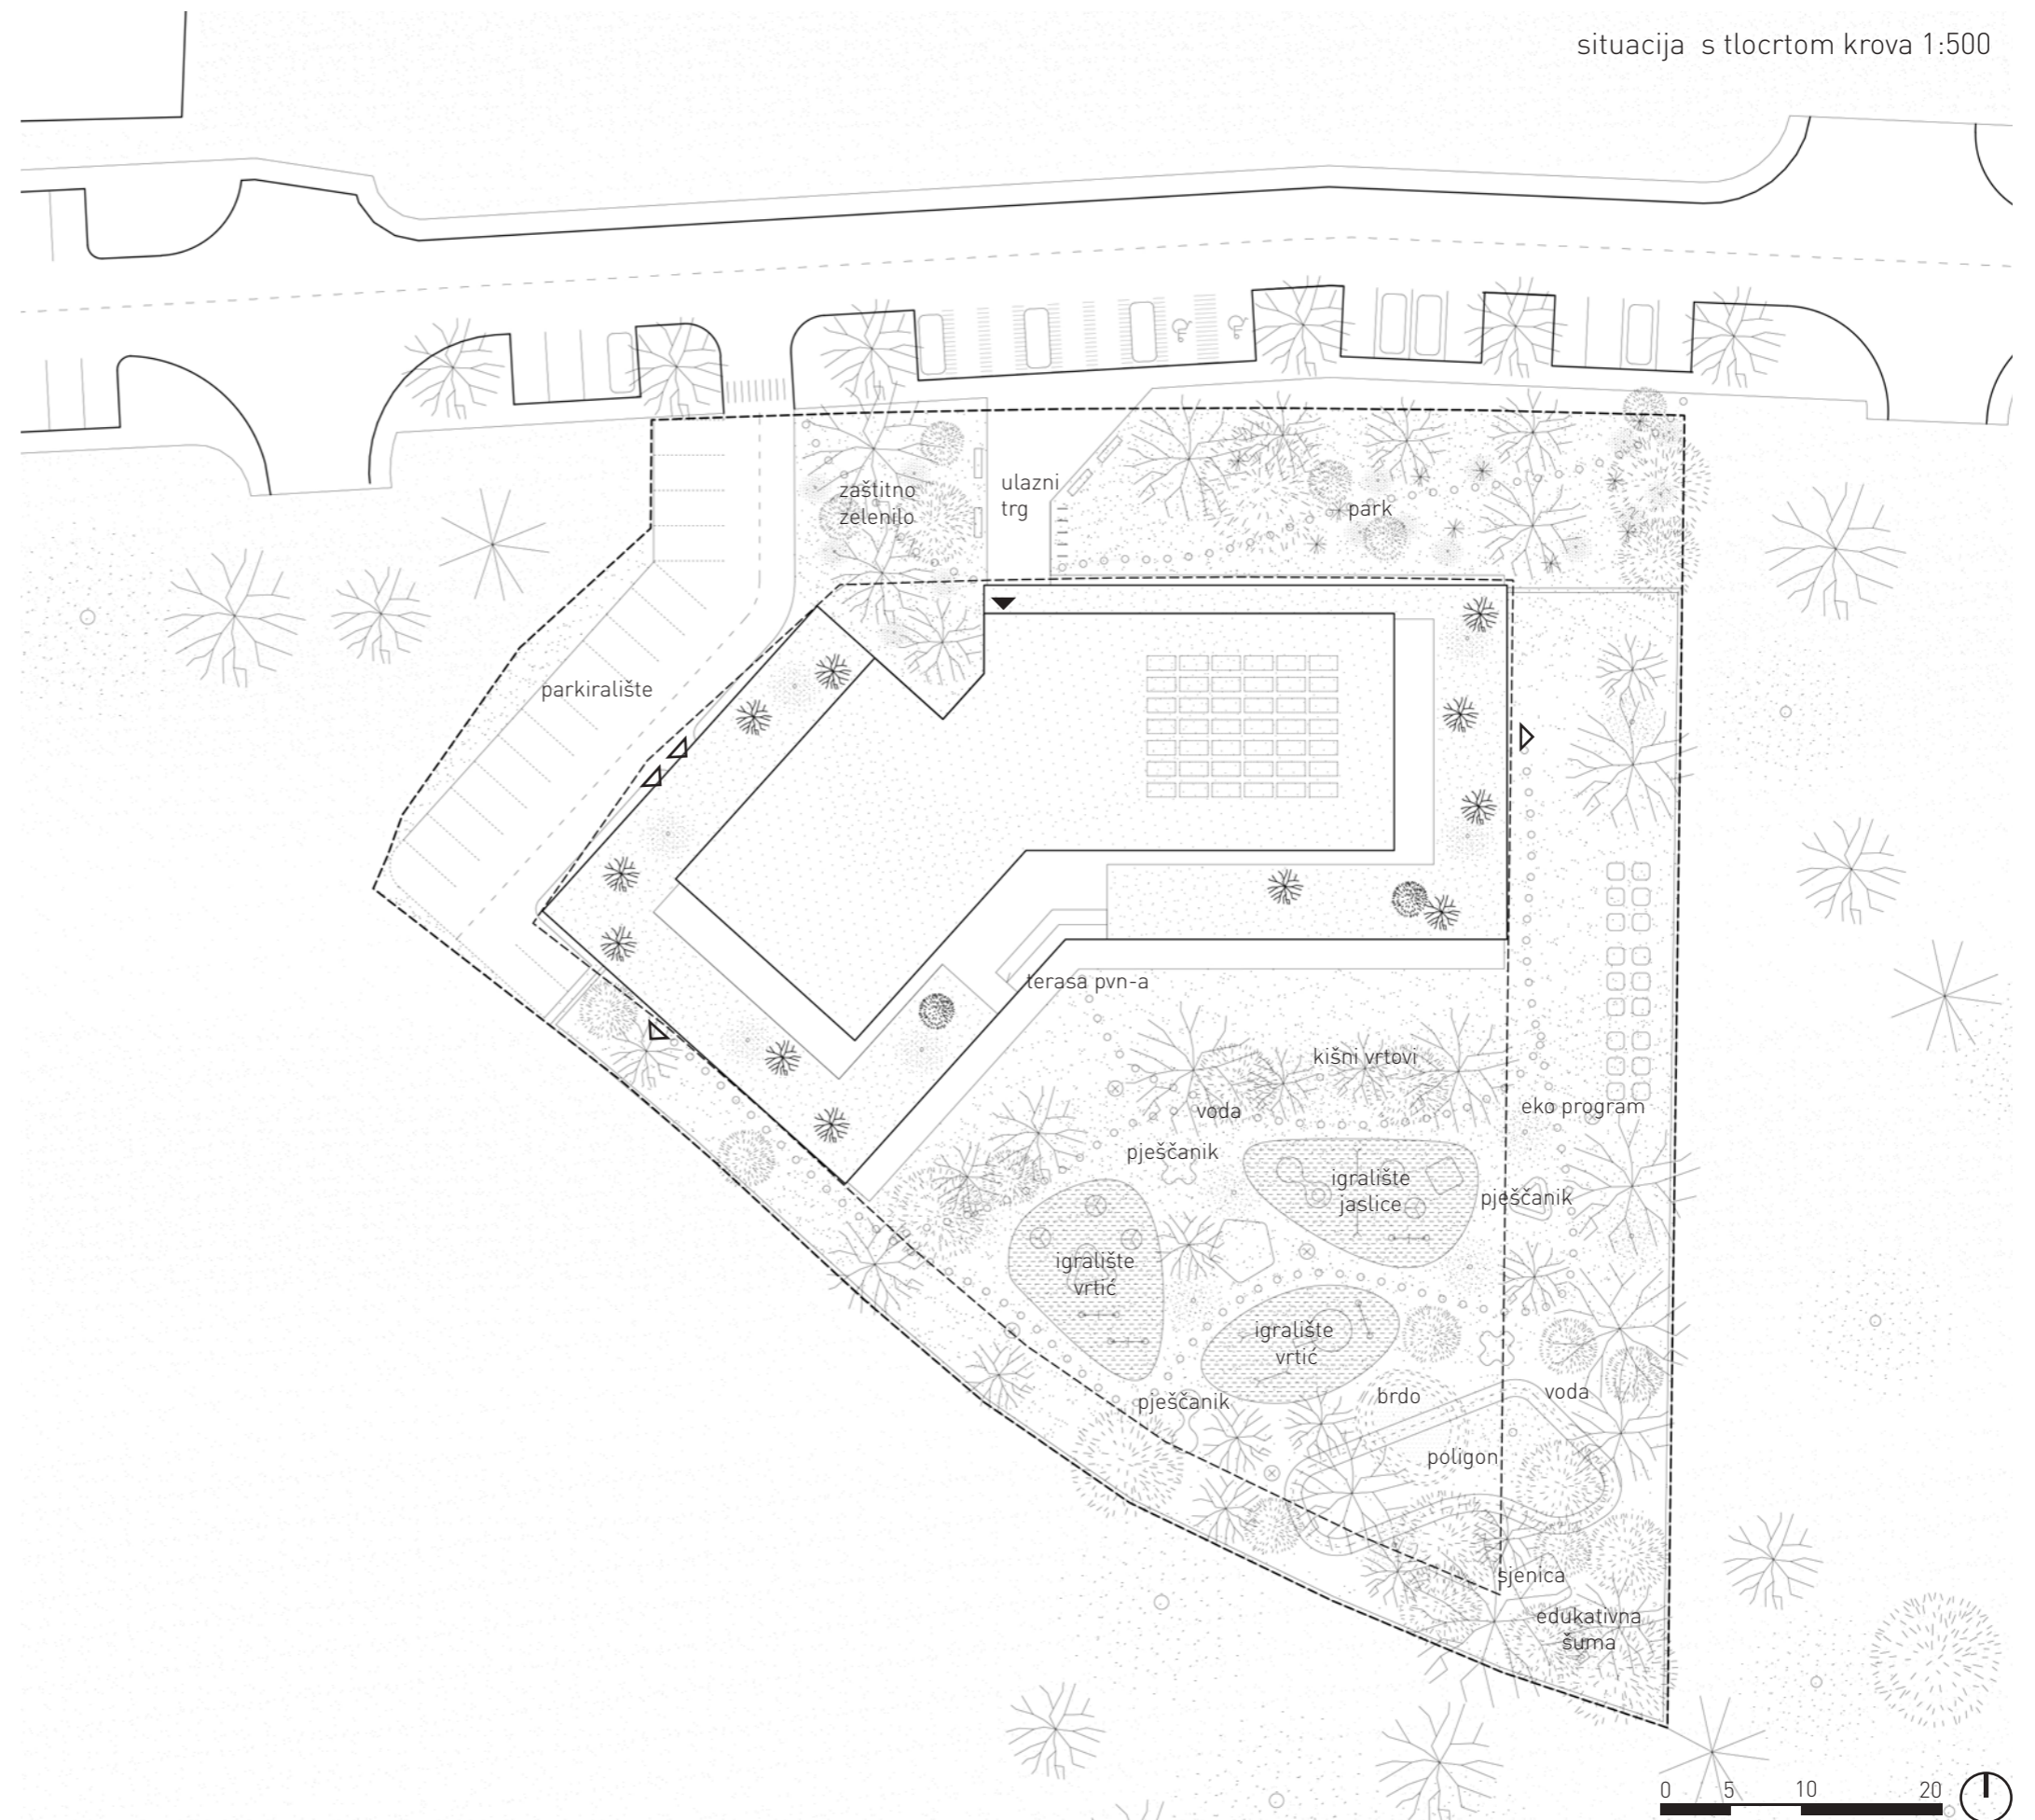 situacija s tlocrtom krova 1:500
zaštitno
zelenilo
ulazni
trg
park
parkiralište
terasa pvn-a
kišni vrtovi
voda
eko program
pješčanik
igralište
jaslice
pješčanik
igralište
vrtić
igralište
vrtić
brdo
voda
pješčanik
poligon
sjenica
edukativna
šuma
0 5 10 20